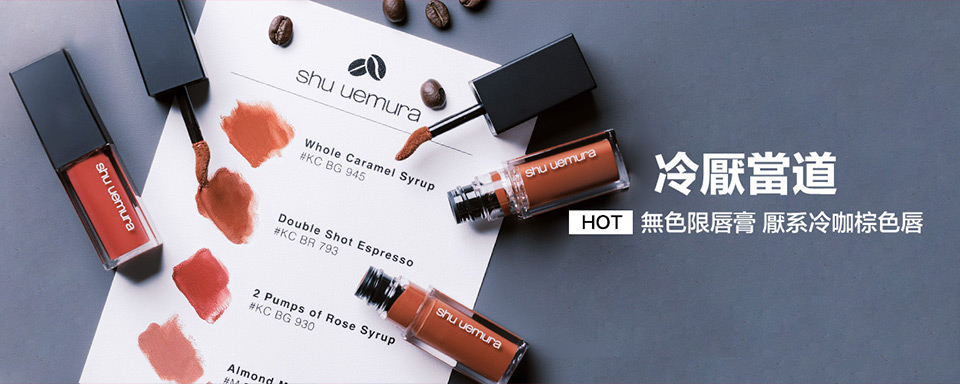 shu uemura
Whole Caramel Syrup
#KC BG 945
Double Shot Espresso
#KC BR 793
2 Pumps of Rose Syrup
#KC BG 930
Almond
shu uemura
shu uemura
shu uemura
冷厭當道
HOT 無色限唇膏 厭系冷咖棕色唇